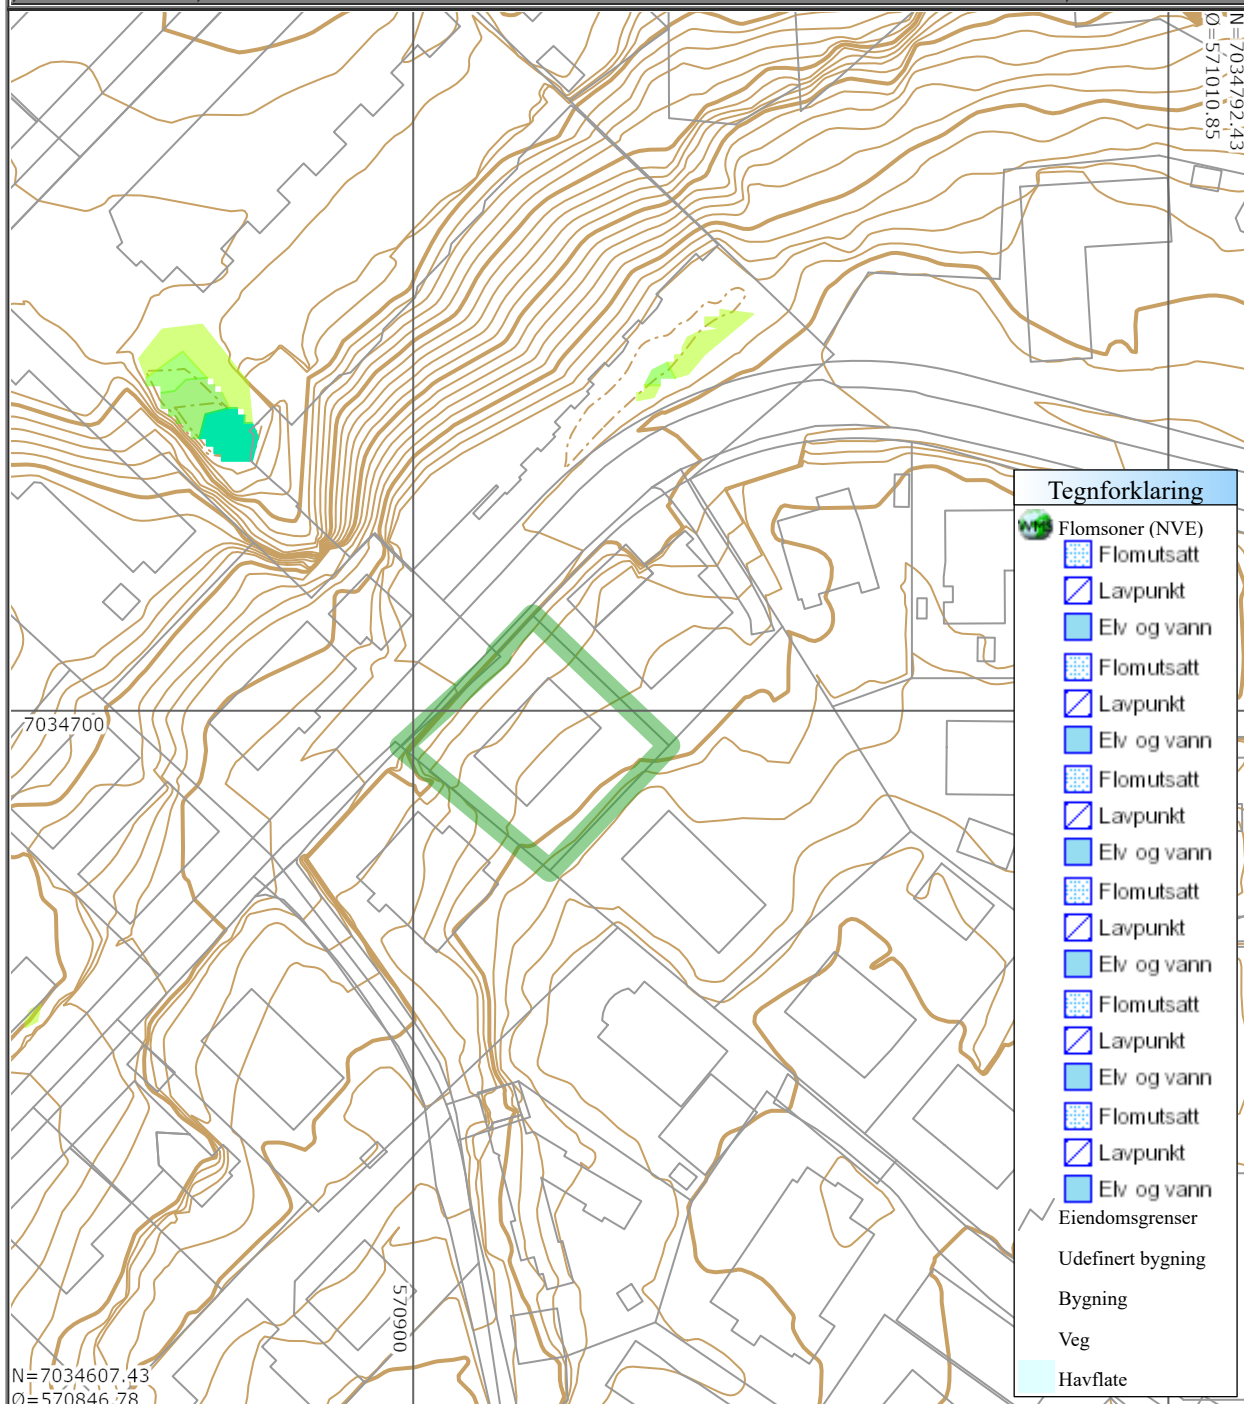 N=7034792.43
Ø=571010.85
7034700
570900
N=7034607.43
Ø=570846.78
Tegnforklaring
WMS
Flomsoner (NVE)
Flomutsatt
Lavpunkt
Elv og vann
Flomutsatt
Lavpunkt
Elv og vann
Flomutsatt
Lavpunkt
Elv og vann
Flomutsatt
Lavpunkt
Elv og vann
Flomutsatt
Lavpunkt
Elv og vann
Flomutsatt
Lavpunkt
Elv og vann
Eiendomsgrenser
Udefinert bygning
Bygning
Veg
Havflate